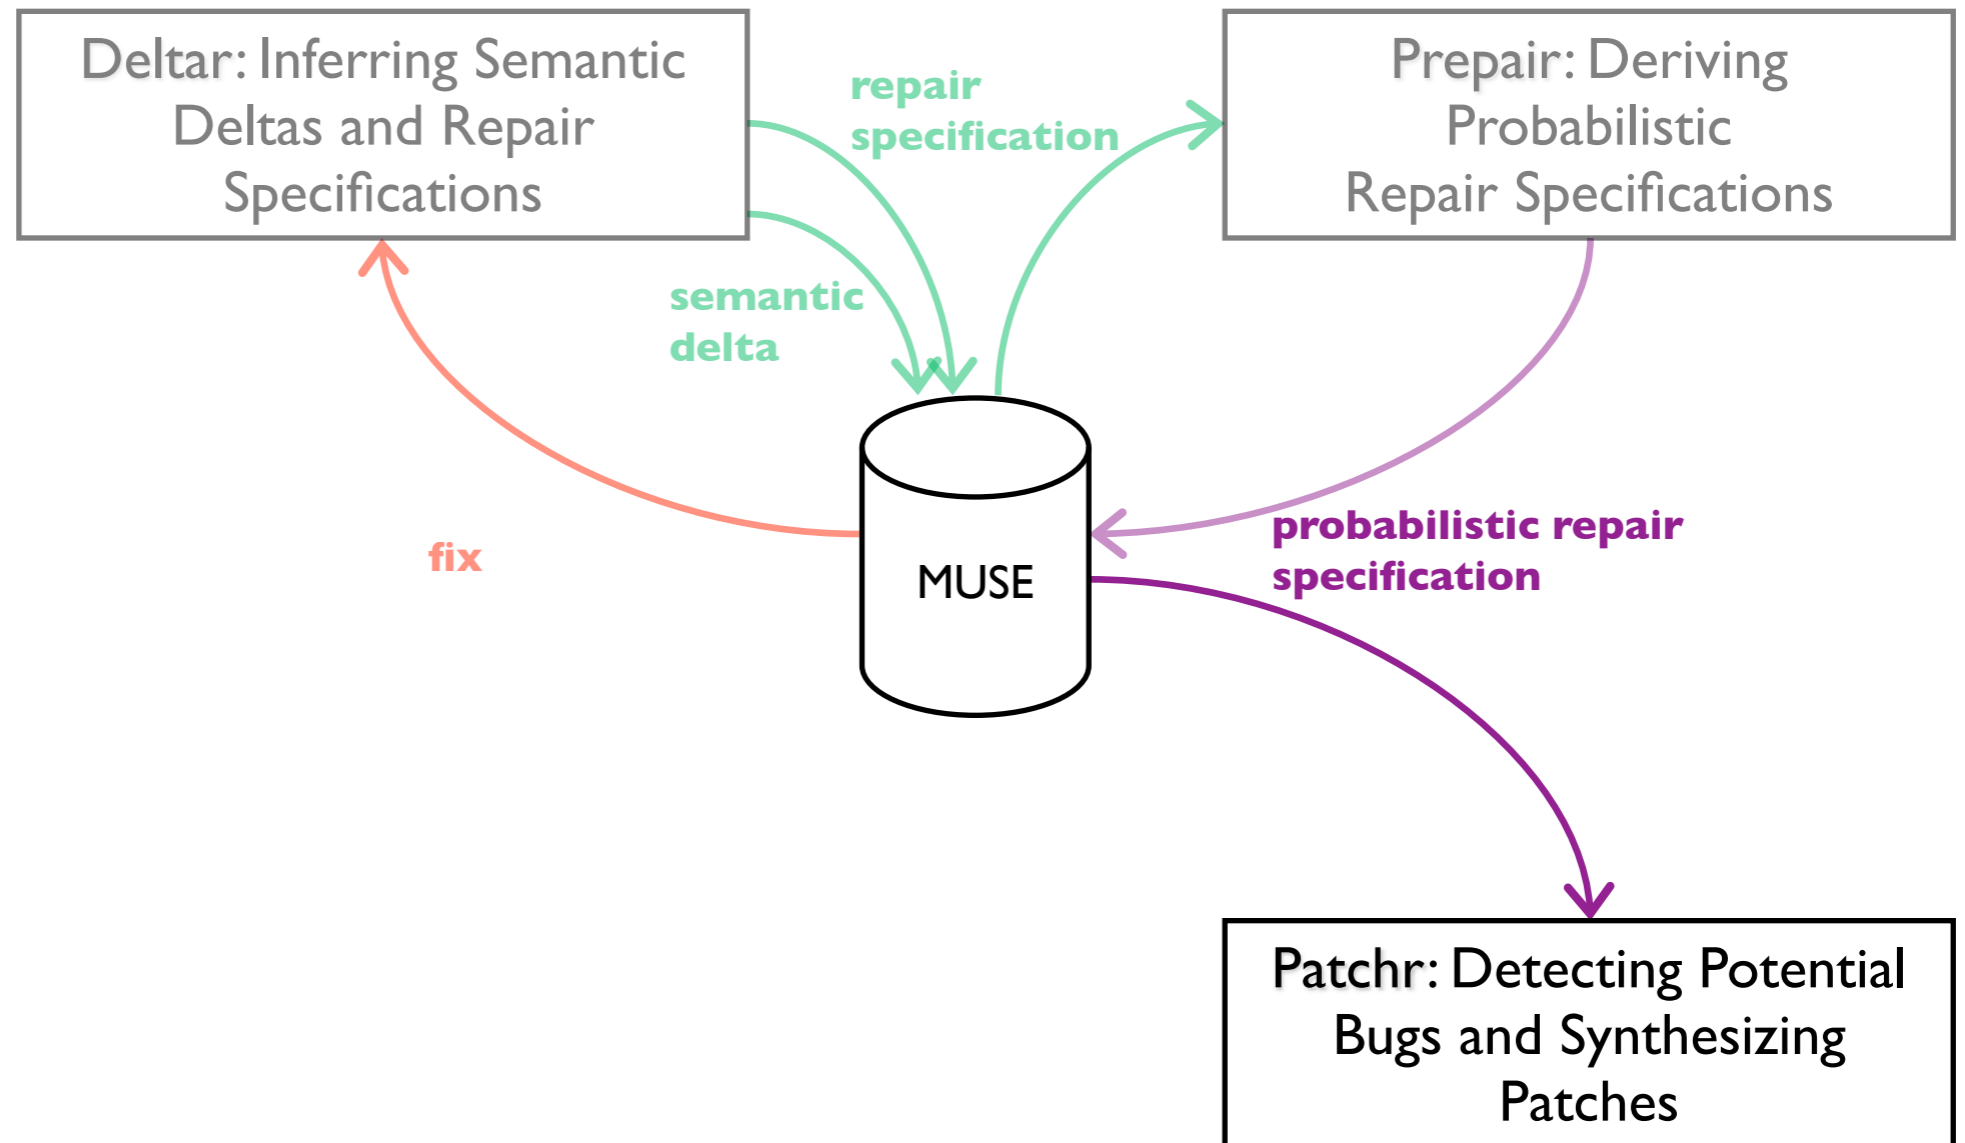 Deltar: Inferring Semantic
Deltas and Repair
Specifications
repair
specification
Prepair: Deriving
Probabilistic
Repair Specifications
semantic
delta
fix
MUSE
probabilistic repair
specification
Patchr: Detecting Potential
Bugs and Synthesizing
Patches